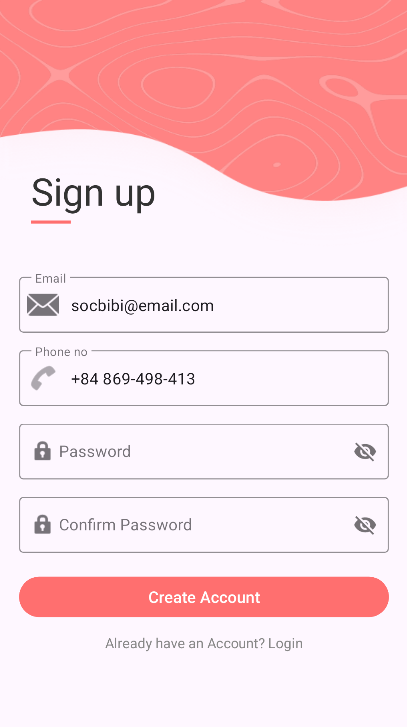 Sign up
Email
socbibi@email.com
Phone no
+84 869-498-413
Password
Confirm Password
Create Account
Already have an Account? Login